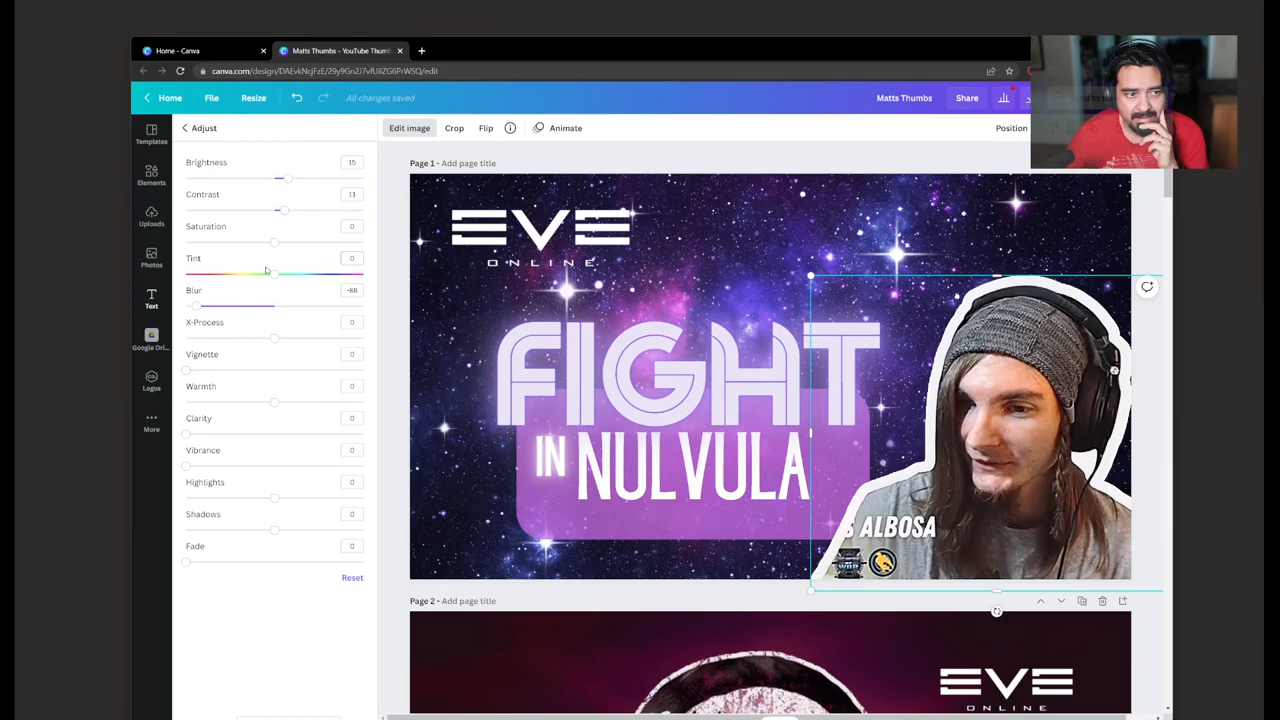 Home - Canva
Matts Thumbs - YouTube Thumb
canva.com/design/DAEvkNcjFzE/29y9Gn2J7vfUiIZG6PrWSQ/edit
Home
File
Resize
All changes saved
Matts Thumbs
Share
Templates
Elements
Uploads
Photos
Text
Google Dri...
Logos
More
Adjust
Brightness 15
Contrast 11
Saturation 0
Tint 0
Blur -88
X-Process 0
Vignette 0
Warmth 0
Clarity 0
Vibrance 0
Highlights 0
Shadows 0
Fade 0
Reset
Edit image
Crop
Flip
Animate
Position
Page 1 - Add page title
EVE
ONLINE
FIGHT
IN NULVULA
S ALBOSA
Page 2 - Add page title
EVE
ONLINE